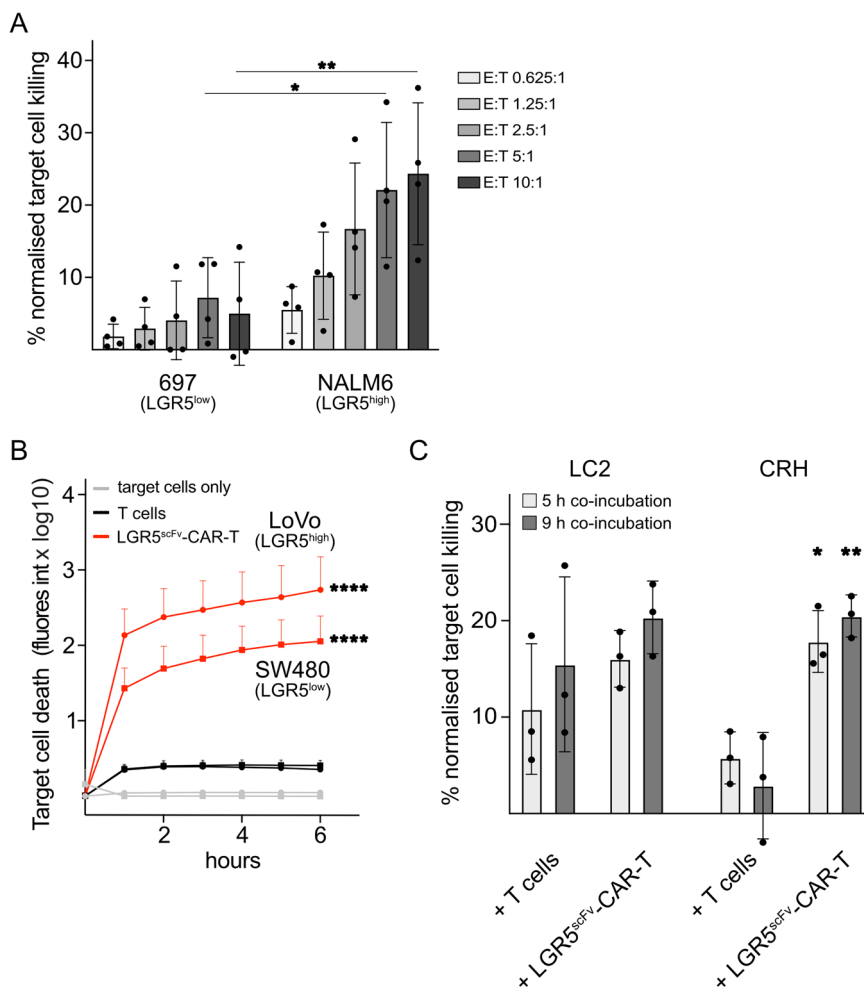 A
% normalised target cell killing
40
30
20
10
**
*
E:T 0.625:1
E:T 1.25:1
E:T 2.5:1
E:T 5:1
E:T 10:1
697
(LGR5low)
NALM6
(LGR5high)
B
Target cell death (fluores int x log10)
4
3
2
1
target cells only
T cells
LGR5scFv-CAR-T
LoVo
(LGR5high)
****
****
SW480
(LGR5low)
2 4 6
hours
C
LC2 CRH
% normalised target cell killing
30
20
10
5 h co-incubation
9 h co-incubation
* **
+ T cells
+ LGR5scFv-CAR-T
+ T cells
+ LGR5scFv-CAR-T